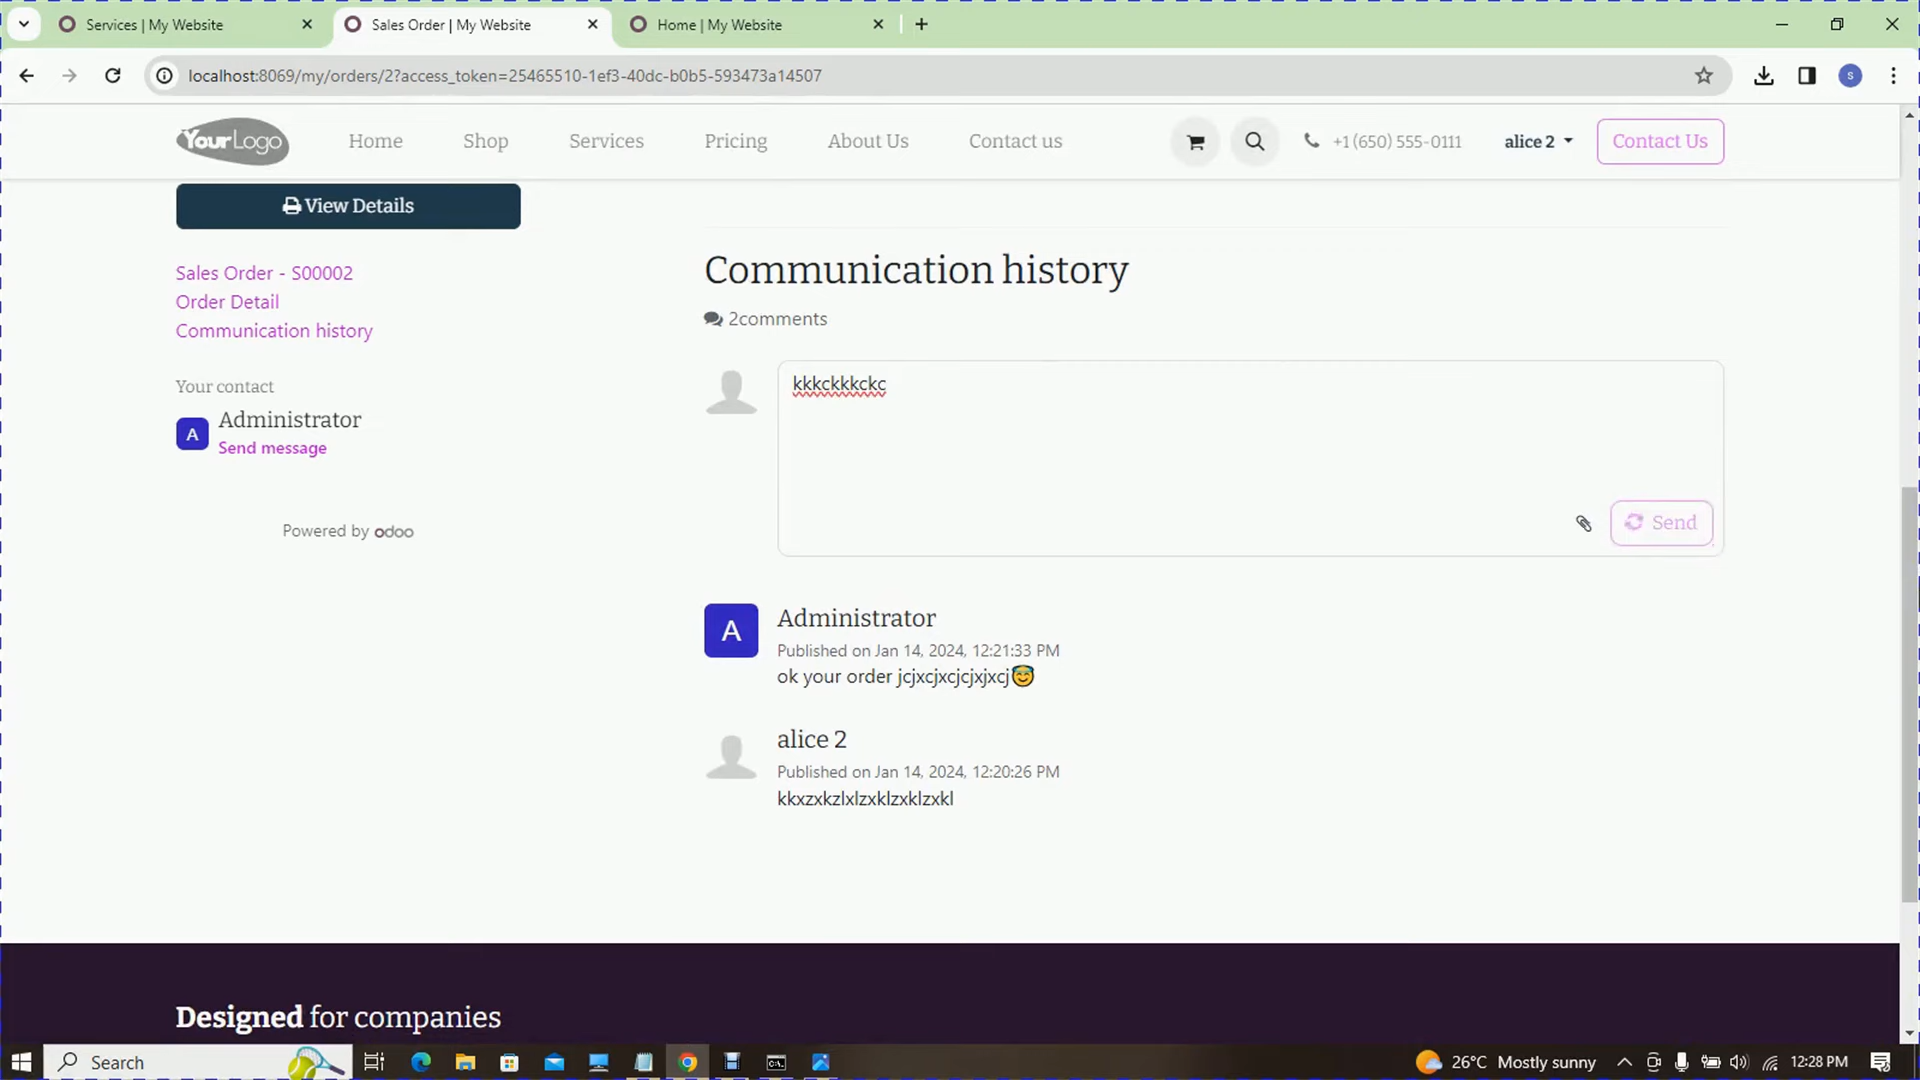 Services | My Website
Sales Order | My Website
Home | My Website
localhost:8069/my/orders/2?access_token=25465510-1ef3-40dc-b0b5-593473a14507
S
YourLogo
Home
Shop
Services
Pricing
About Us
Contact us
+1 (650) 555-0111
alice 2
Contact Us
View Details
Sales Order - S00002
Order Detail
Communication history
Your contact
A
Administrator
Send message
Powered by odoo
Communication history
2comments
kkkckkkckc
Send
A
Administrator
Published on Jan 14, 2024, 12:21:33 PM
ok your order jcjxcjxcjcjxjxcj😇
alice 2
Published on Jan 14, 2024, 12:20:26 PM
kkxzxkzlxlzxklzxklzxkl
Designed for companies
Search
26°C Mostly sunny
12:28 PM